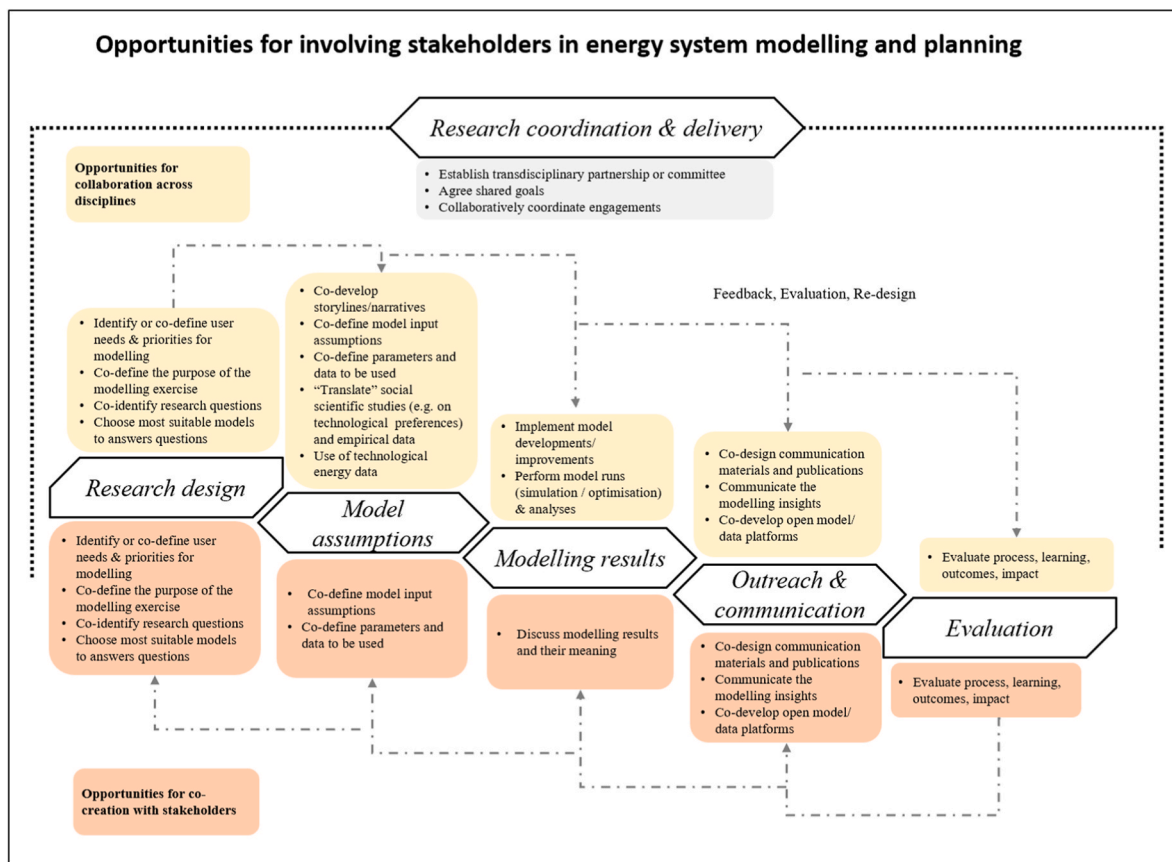 Opportunities for involving stakeholders in energy system modelling and planning
Research coordination & delivery
• Establish transdisciplinary partnership or committee
• Agree shared goals
• Collaboratively coordinate engagements
Opportunities for
collaboration across
disciplines
Feedback, Evaluation, Re-design
• Identify or co-define user
needs & priorities for
modelling
• Co-define the purpose of the
modelling exercise
• Co-identify research questions
• Choose most suitable models
to answers questions
Research design
• Identify or co-define user
needs & priorities for
modelling
• Co-define the purpose of the
modelling exercise
• Co-identify research questions
• Choose most suitable models
to answers questions
• Co-develop
storylines/narratives
• Co-define model input
assumptions
• Co-define parameters and
data to be used
• “Translate” social
scientific studies (e.g. on
technological preferences)
and empirical data
• Use of technological
energy data
Model
assumptions
• Co-define model input
assumptions
• Co-define parameters and
data to be used
• Implement model
developments/
improvements
• Perform model runs
(simulation / optimisation)
& analyses
Modelling results
• Discuss modelling results
and their meaning
• Co-design communication
materials and publications
• Communicate the
modelling insights
• Co-develop open model/
data platforms
Outreach &
communication
• Co-design communication
materials and publications
• Communicate the
modelling insights
• Co-develop open model/
data platforms
• Evaluate process, learning,
outcomes, impact
Evaluation
• Evaluate process, learning,
outcomes, impact
Opportunities for co-
creation with stakeholders